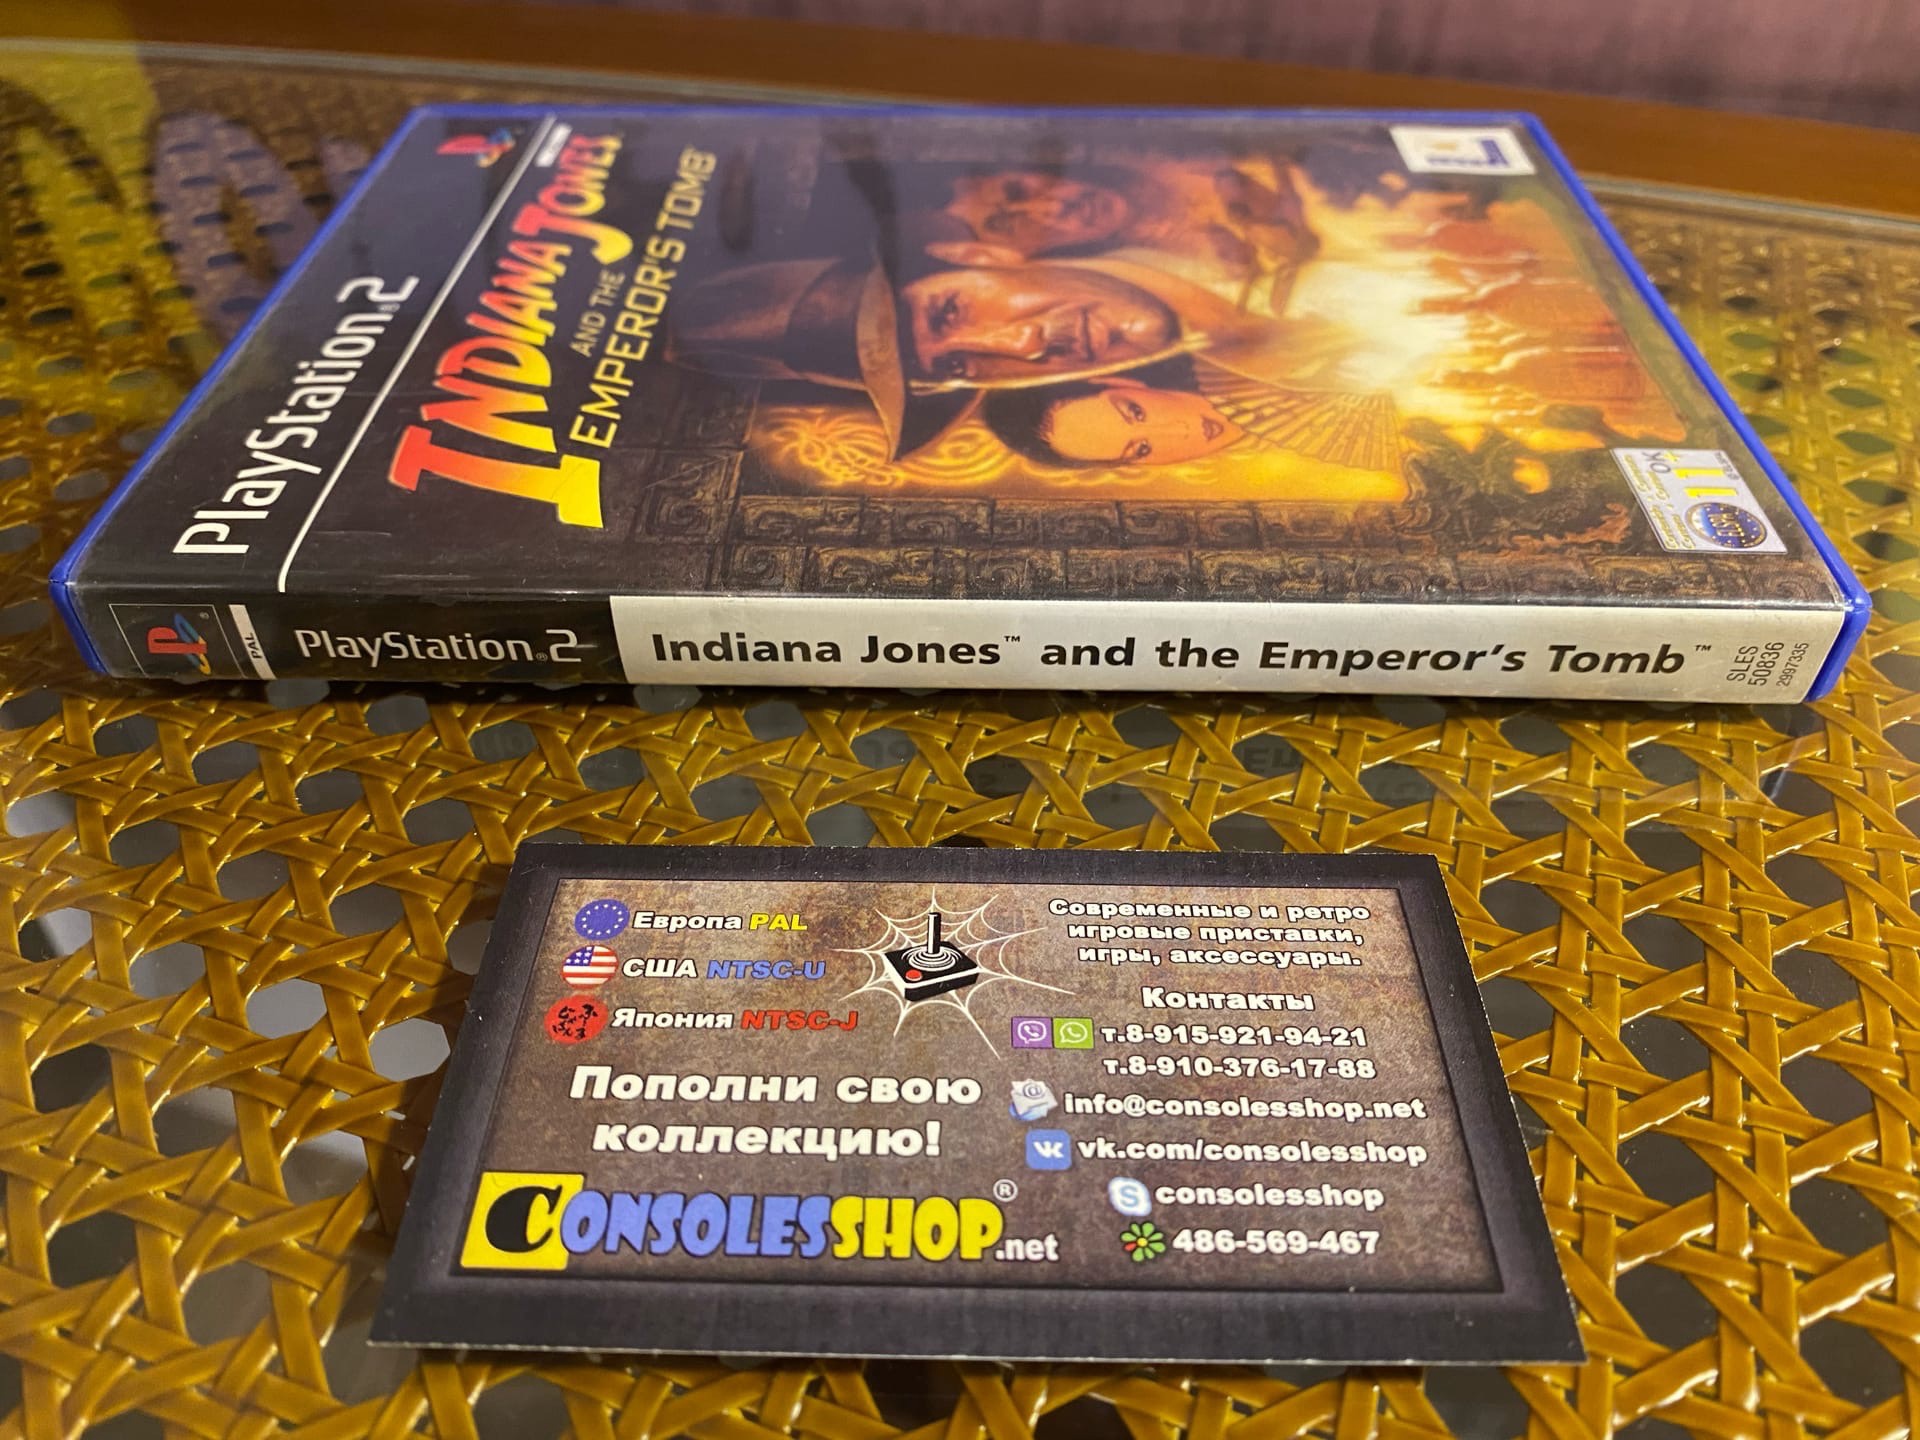 PlayStation®2
INDIANA JONES
AND THE
EMPEROR'S TOMB
11+
PAL
PlayStation®2
Indiana Jones™ and the Emperor's Tomb™
SLES
50836
2997335
Европа PAL
США NTSC-U
Япония NTSC-J
Пополни свою
коллекцию!
CONSOLESSHOP®.net
Современные и ретро
игровые приставки,
игры, аксессуары.
Контакты
т.8-915-921-94-21
т.8-910-376-17-88
info@consolesshop.net
vk.com/consolesshop
consolesshop
486-569-467